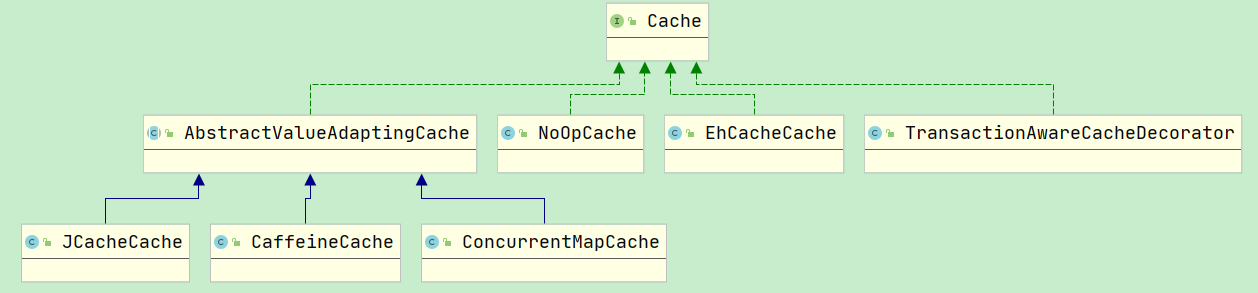 Cache
AbstractValueAdaptingCache
NoOpCache
EhCacheCache
TransactionAwareCacheDecorator
JCacheCache
CaffeineCache
ConcurrentMapCache